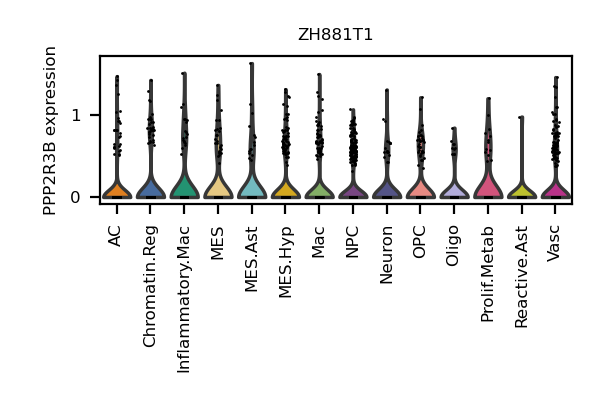 ZH881T1
PPP2R3B expression
1
0
AC
Chromatin.Reg
Inflammatory.Mac
MES
MES.Ast
MES.Hyp
Mac
NPC
Neuron
OPC
Oligo
Prolif.Metab
Reactive.Ast
Vasc